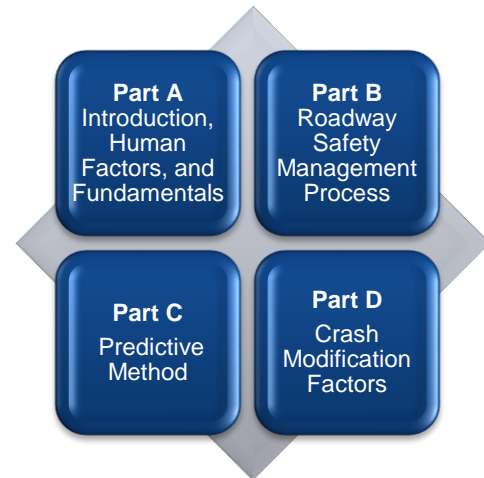 Part A
Introduction,
Human
Factors, and
Fundamentals
Part B
Roadway
Safety
Management
Process
Part C
Predictive
Method
Part D
Crash
Modification
Factors